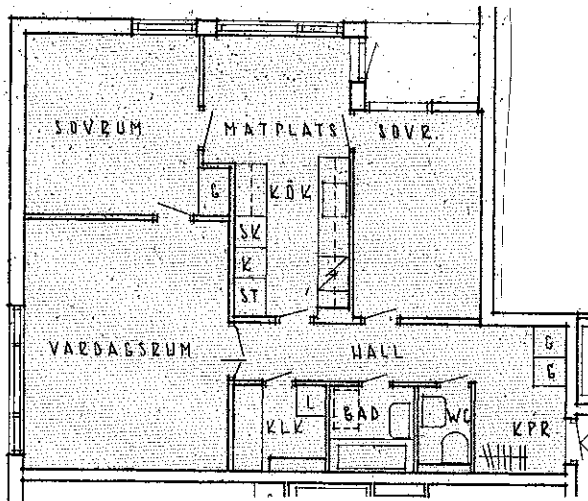 SOVRUM
MATPLATS
SOVR.
G
KÖK
SK
K
ST
VARDAGSRUM
HALL
G
G
L
KLK
BAD
WC
KPR